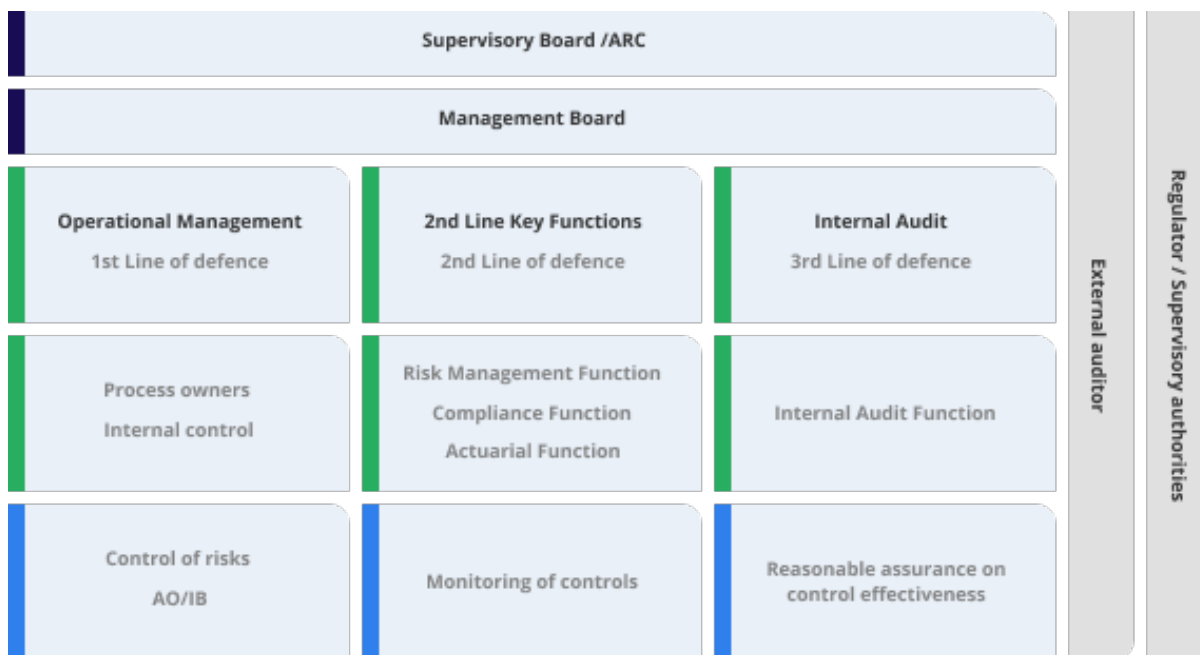 Supervisory Board /ARC
Management Board
Operational Management
1st Line of defence
2nd Line Key Functions
2nd Line of defence
Internal Audit
3rd Line of defence
Process owners
Internal control
Risk Management Function
Compliance Function
Actuarial Function
Internal Audit Function
Control of risks
AO/IB
Monitoring of controls
Reasonable assurance on
control effectiveness
External auditor
Regulator / Supervisory authorities